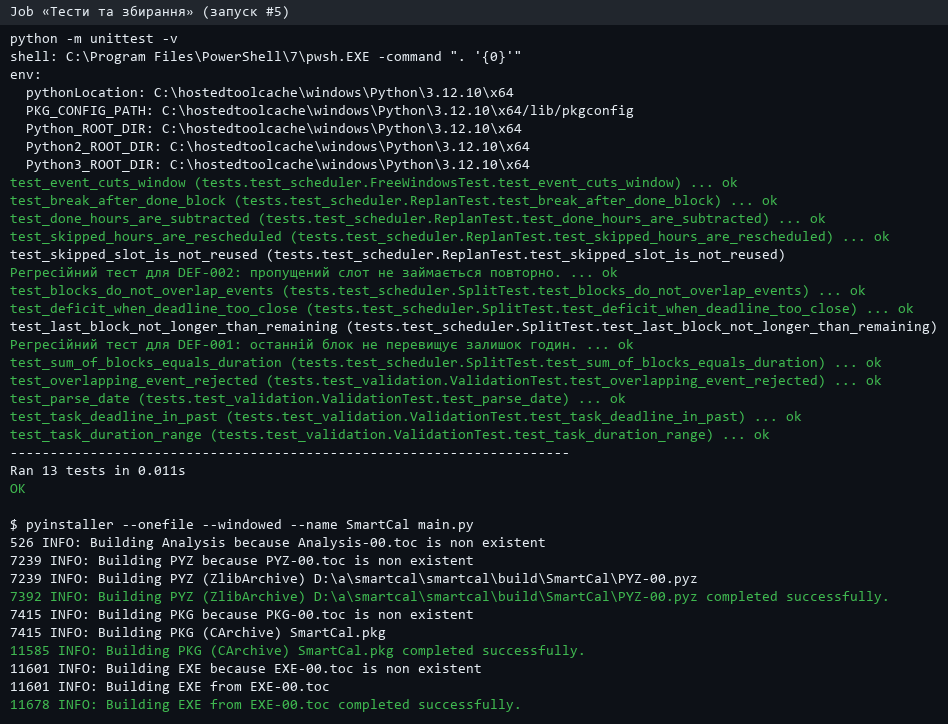 Job «Тести та збирання» (запуск #5)
python -m unittest -v
shell: C:\Program Files\PowerShell\7\pwsh.EXE -command ". '{0}'"
env:
  pythonLocation: C:\hostedtoolcache\windows\Python\3.12.10\x64
  PKG_CONFIG_PATH: C:\hostedtoolcache\windows\Python\3.12.10\x64/lib/pkgconfig
  Python_ROOT_DIR: C:\hostedtoolcache\windows\Python\3.12.10\x64
  Python2_ROOT_DIR: C:\hostedtoolcache\windows\Python\3.12.10\x64
  Python3_ROOT_DIR: C:\hostedtoolcache\windows\Python\3.12.10\x64
test_event_cuts_window (tests.test_scheduler.FreeWindowsTest.test_event_cuts_window) ... ok
test_break_after_done_block (tests.test_scheduler.ReplanTest.test_break_after_done_block) ... ok
test_done_hours_are_subtracted (tests.test_scheduler.ReplanTest.test_done_hours_are_subtracted) ... ok
test_skipped_hours_are_rescheduled (tests.test_scheduler.ReplanTest.test_skipped_hours_are_rescheduled) ... ok
test_skipped_slot_is_not_reused (tests.test_scheduler.ReplanTest.test_skipped_slot_is_not_reused)
Регресійний тест для DEF-002: пропущений слот не займається повторно. ... ok
test_blocks_do_not_overlap_events (tests.test_scheduler.SplitTest.test_blocks_do_not_overlap_events) ... ok
test_deficit_when_deadline_too_close (tests.test_scheduler.SplitTest.test_deficit_when_deadline_too_close) ... ok
test_last_block_not_longer_than_remaining (tests.test_scheduler.SplitTest.test_last_block_not_longer_than_remaining)
Регресійний тест для DEF-001: останній блок не перевищує залишок годин. ... ok
test_sum_of_blocks_equals_duration (tests.test_scheduler.SplitTest.test_sum_of_blocks_equals_duration) ... ok
test_overlapping_event_rejected (tests.test_validation.ValidationTest.test_overlapping_event_rejected) ... ok
test_parse_date (tests.test_validation.ValidationTest.test_parse_date) ... ok
test_task_deadline_in_past (tests.test_validation.ValidationTest.test_task_deadline_in_past) ... ok
test_task_duration_range (tests.test_validation.ValidationTest.test_task_duration_range) ... ok
----------------------------------------------------------------------
Ran 13 tests in 0.011s
OK
$ pyinstaller --onefile --windowed --name SmartCal main.py
526 INFO: Building Analysis because Analysis-00.toc is non existent
7239 INFO: Building PYZ because PYZ-00.toc is non existent
7239 INFO: Building PYZ (ZlibArchive) D:\a\smartcal\smartcal\build\SmartCal\PYZ-00.pyz
7392 INFO: Building PYZ (ZlibArchive) D:\a\smartcal\smartcal\build\SmartCal\PYZ-00.pyz completed successfully.
7415 INFO: Building PKG because PKG-00.toc is non existent
7415 INFO: Building PKG (CArchive) SmartCal.pkg
11585 INFO: Building PKG (CArchive) SmartCal.pkg completed successfully.
11601 INFO: Building EXE because EXE-00.toc is non existent
11601 INFO: Building EXE from EXE-00.toc
11678 INFO: Building EXE from EXE-00.toc completed successfully.